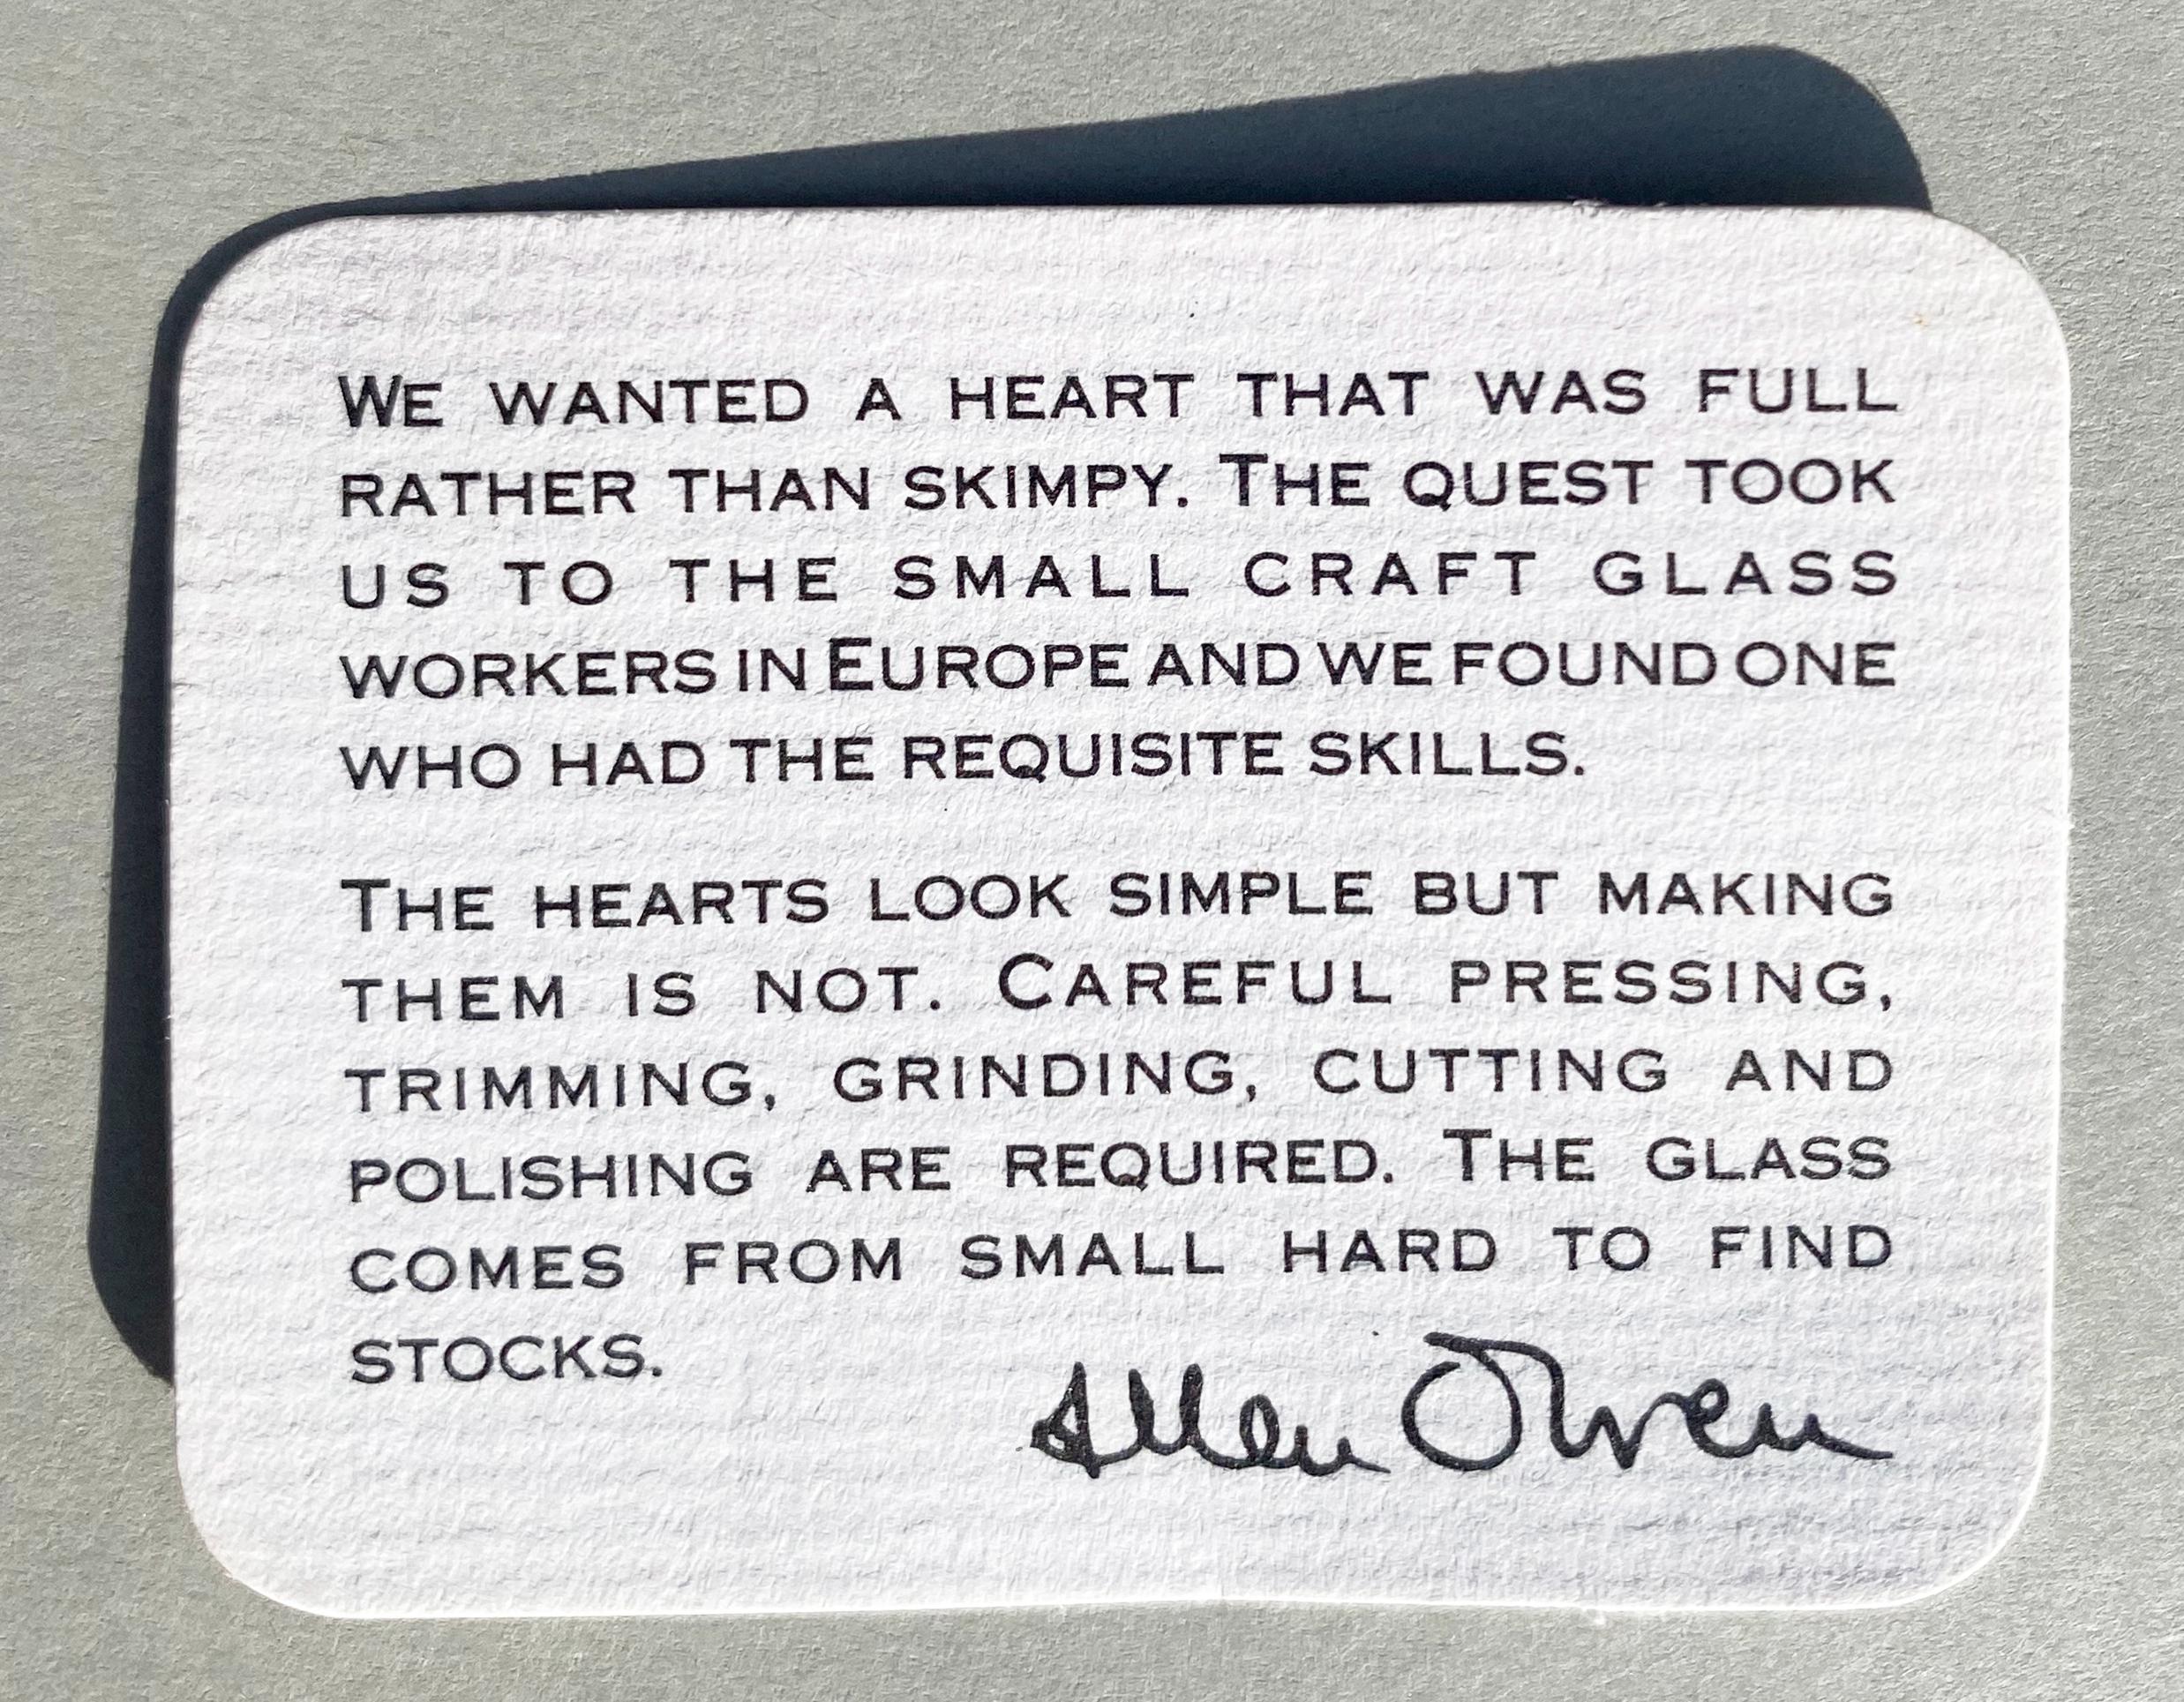 WE WANTED A HEART THAT WAS FULL
RATHER THAN SKIMPY. THE QUEST TOOK
US TO THE SMALL CRAFT GLASS
WORKERS IN EUROPE AND WE FOUND ONE
WHO HAD THE REQUISITE SKILLS.
THE HEARTS LOOK SIMPLE BUT MAKING
THEM IS NOT. CAREFUL PRESSING,
TRIMMING, GRINDING, CUTTING AND
POLISHING ARE REQUIRED. THE GLASS
COMES FROM SMALL HARD TO FIND
STOCKS.
Allen